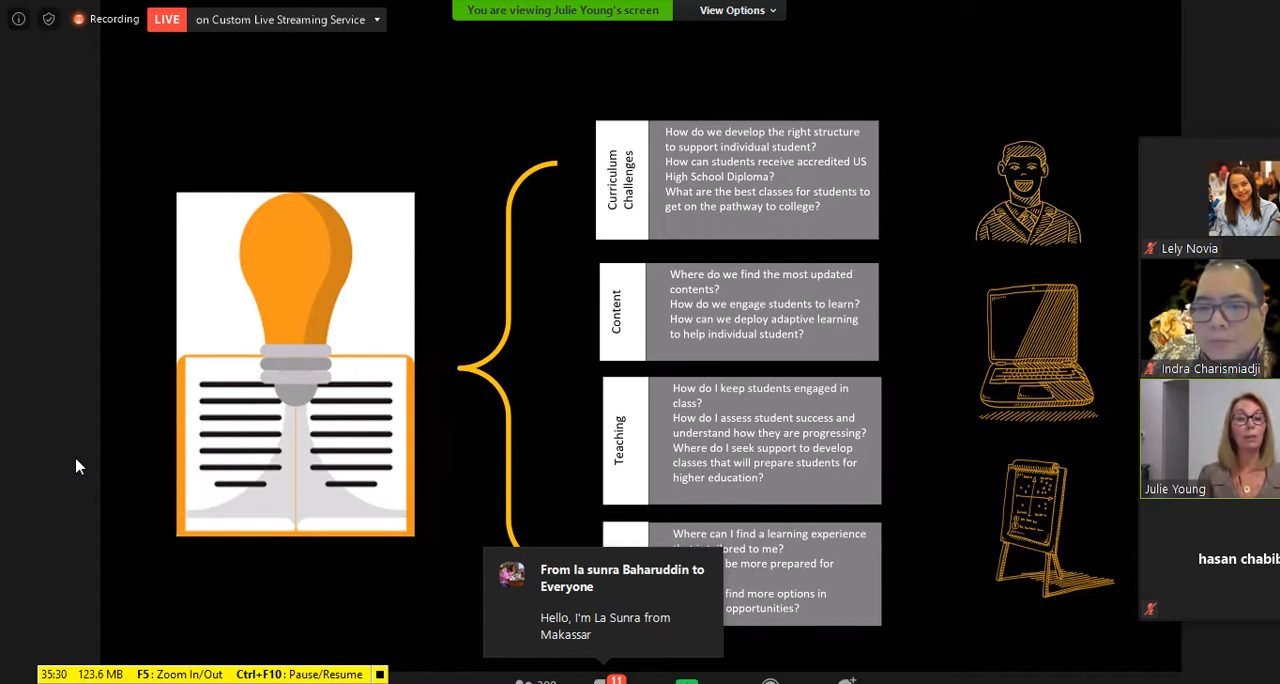 Recording
LIVE
on Custom Live Streaming Service
You are viewing Julie Young's screen
View Options
Curriculum
Challenges
How do we develop the right structure
to support individual student?
How can students receive accredited US
High School Diploma?
What are the best classes for students to
get on the pathway to college?
Content
Where do we find the most updated
contents?
How do we engage students to learn?
How can we deploy adaptive learning
to help individual student?
Teaching
How do I keep students engaged in
class?
How do I assess student success and
understand how they are progressing?
Where do I seek support to develop
classes that will prepare students for
higher education?
Where can I find a learning experience
to me?
be more prepared for
find more options in
opportunities?
From la sunra Baharuddin to
Everyone
Hello, I'm La Sunra from
Makassar
Lely Novia
Indra Charismiadji
Julie Young
hasan chabib
35:30 123.6 MB F5: Zoom In/Out Ctrl+F10: Pause/Resume
11